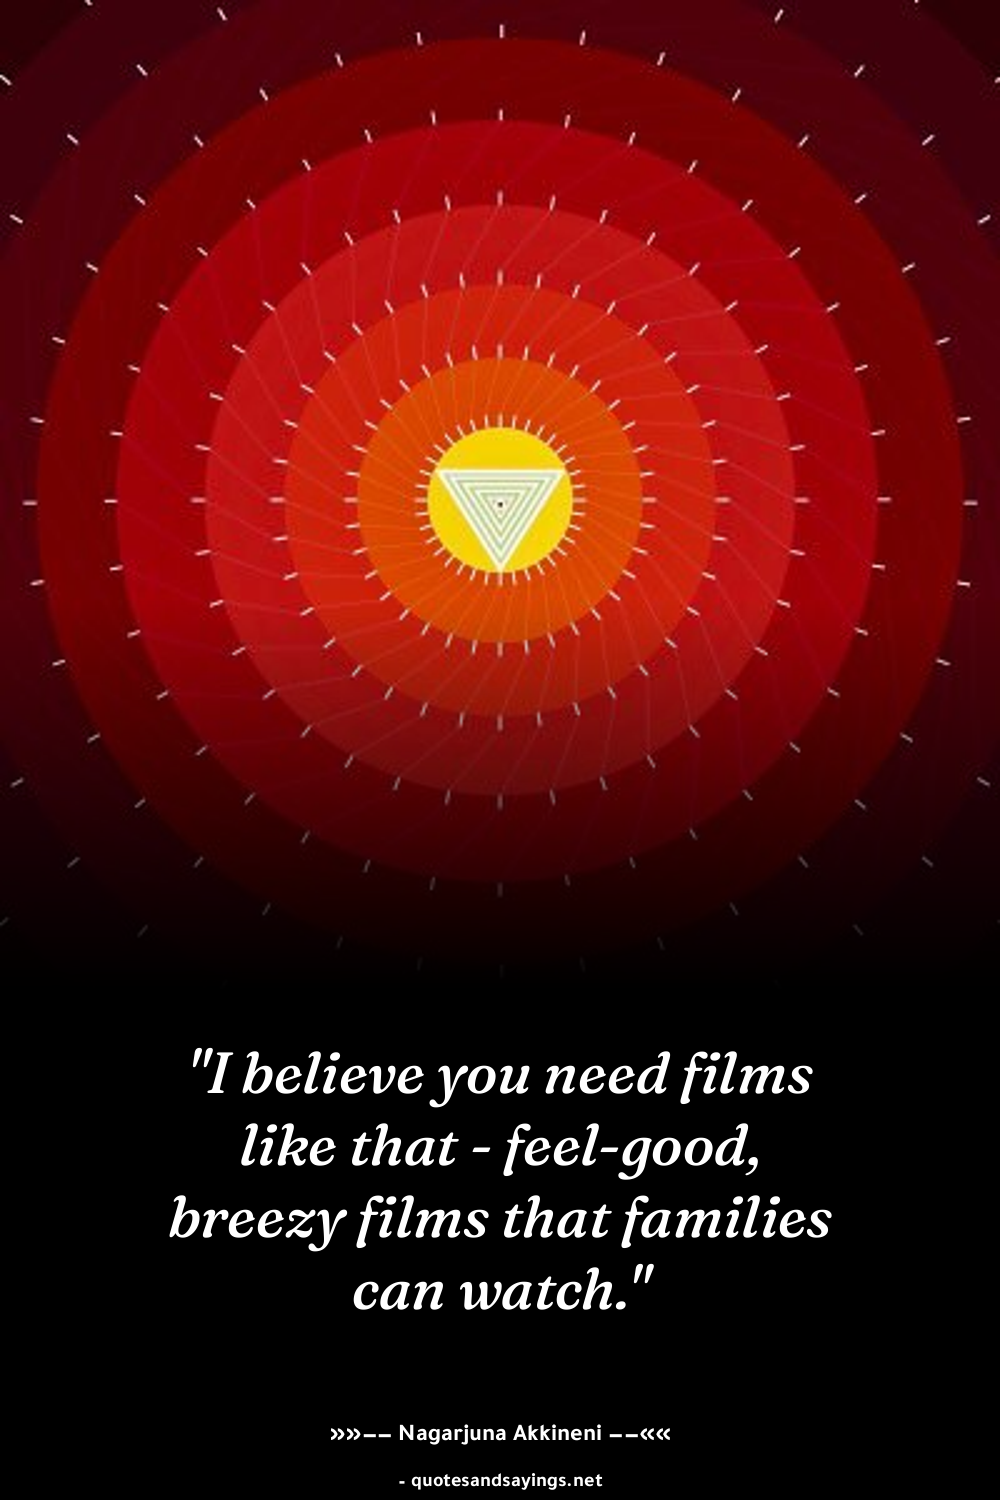 "I believe you need films
like that - feel-good,
breezy films that families
can watch."
»»−− Nagarjuna Akkineni −−««
- quotesandsayings.net